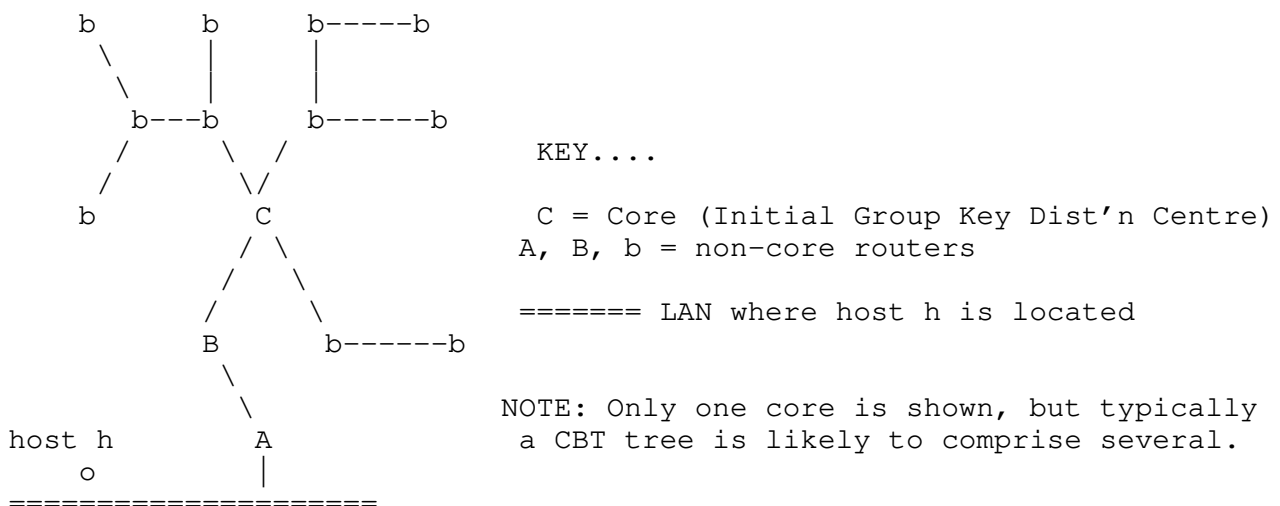 b b b-----b
b---b b------b
KEY....
b C C = Core (Initial Group Key Dist'n Centre)
A, B, b = non-core routers
======= LAN where host h is located
B b------b
NOTE: Only one core is shown, but typically
host h A a CBT tree is likely to comprise several.
o
=====================